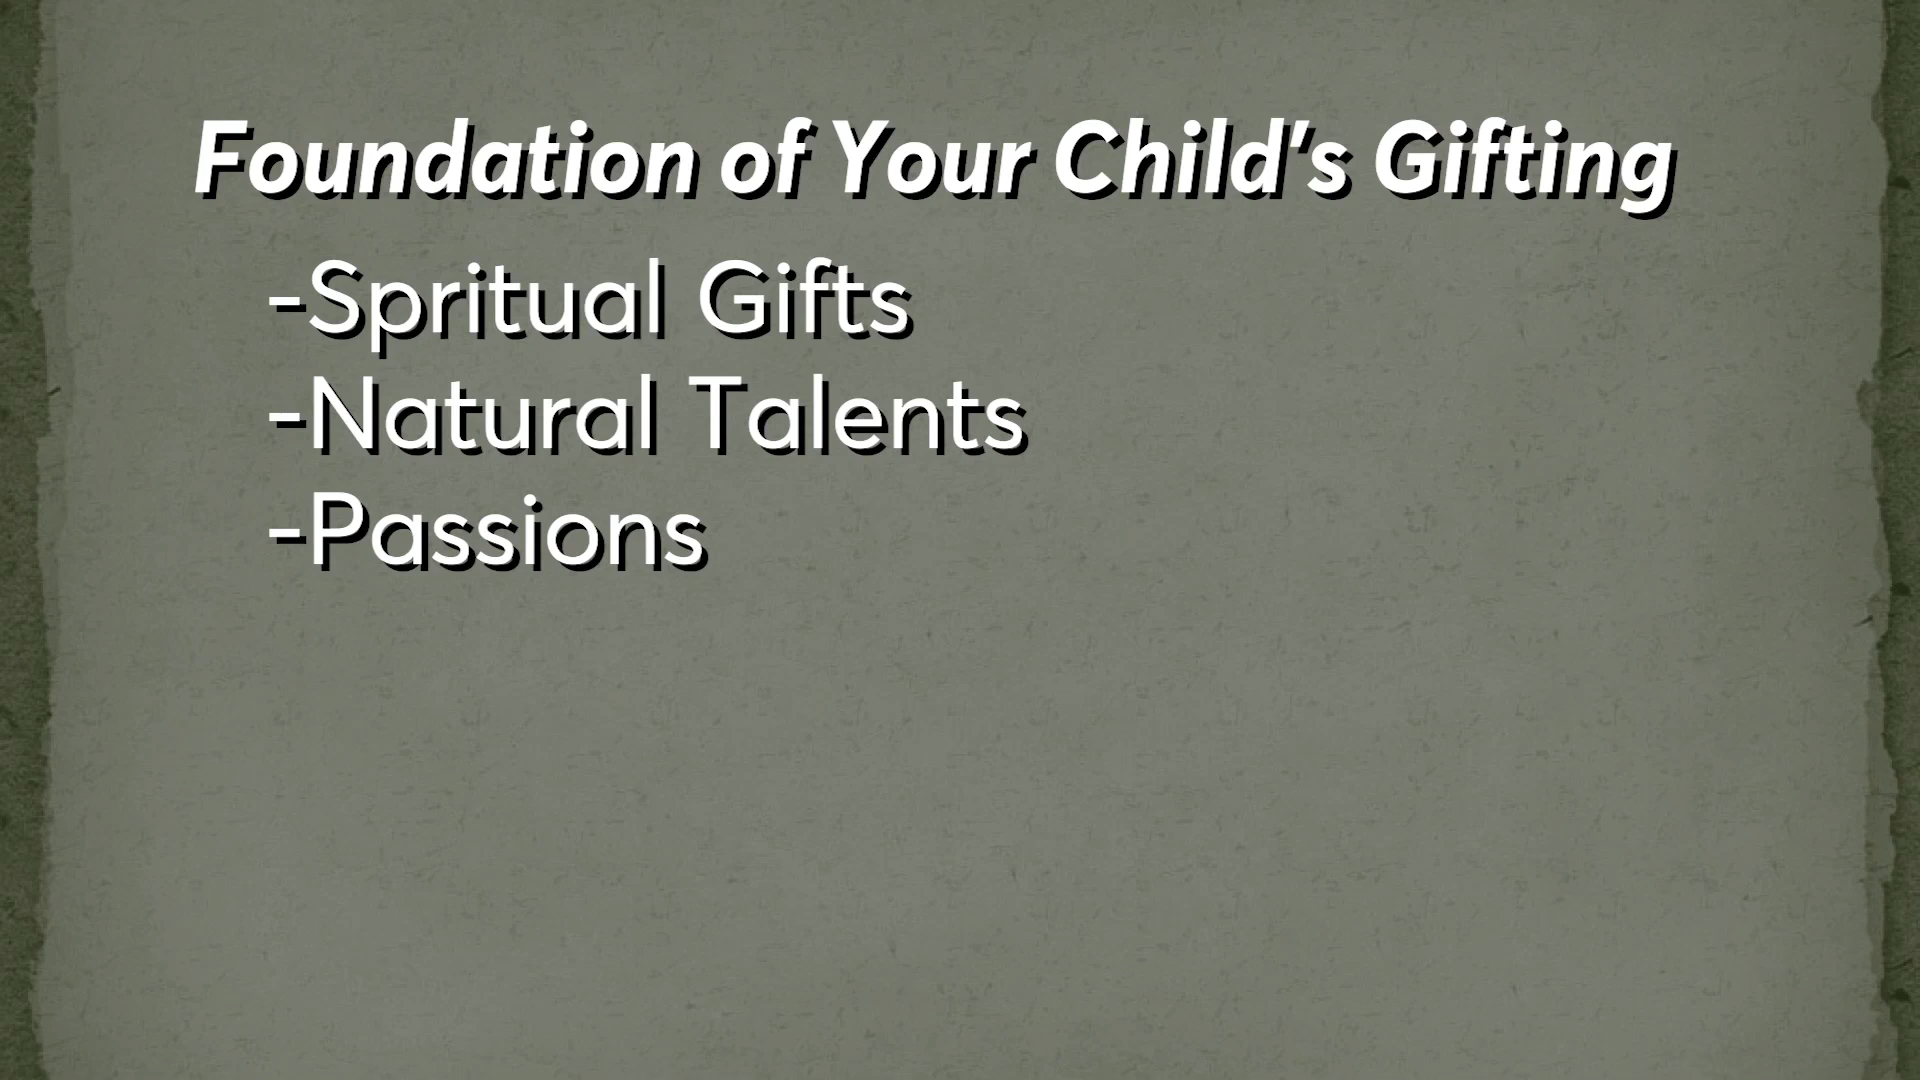 Foundation of Your Child's Gifting
-Spritual Gifts
-Natural Talents
-Passions